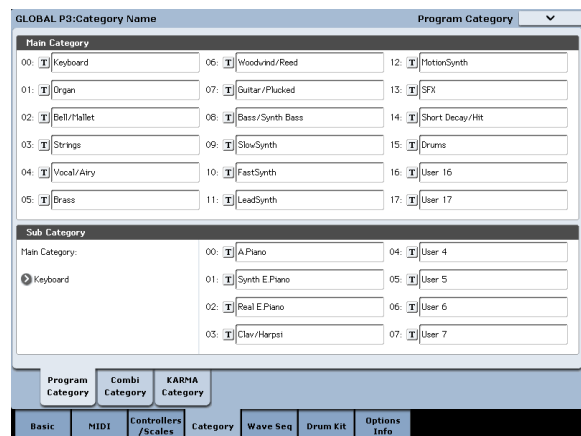 GLOBAL P3:Category Name
Program Category
Main Category
00: T Keyboard
06: T Woodwind/Reed
12: T MotionSynth
01: T Organ
07: T Guitar/Plucked
13: T SFX
02: T Bell/Mallet
08: T Bass/Synth Bass
14: T Short Decay/Hit
03: T Strings
09: T SlowSynth
15: T Drums
04: T Vocal/Airy
10: T FastSynth
16: T User 16
05: T Brass
11: T LeadSynth
17: T User 17
Sub Category
Main Category:
00: T A.Piano
04: T User 4
Keyboard
01: T Synth E.Piano
05: T User 5
02: T Real E.Piano
06: T User 6
03: T Clav/Harpsi
07: T User 7
Program Category
Combi Category
KARMA Category
Basic
MIDI
Controllers /Scales
Category
Wave Seq
Drum Kit
Options Info